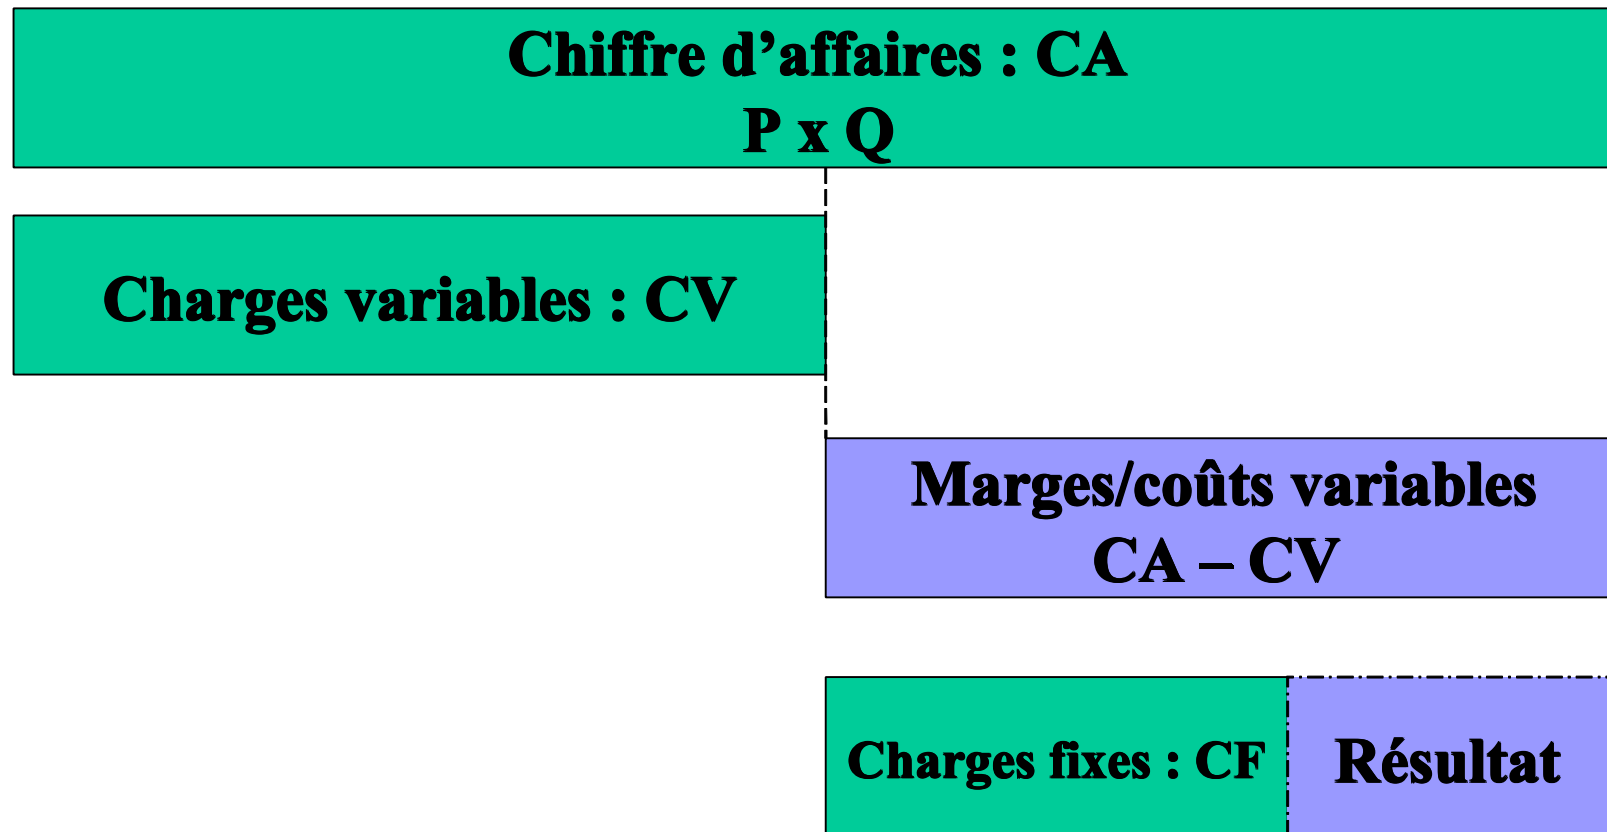 Chiffre d’affaires : CA
P x Q
Charges variables : CV
Marges/coûts variables
CA – CV
Charges fixes : CF
Résultat